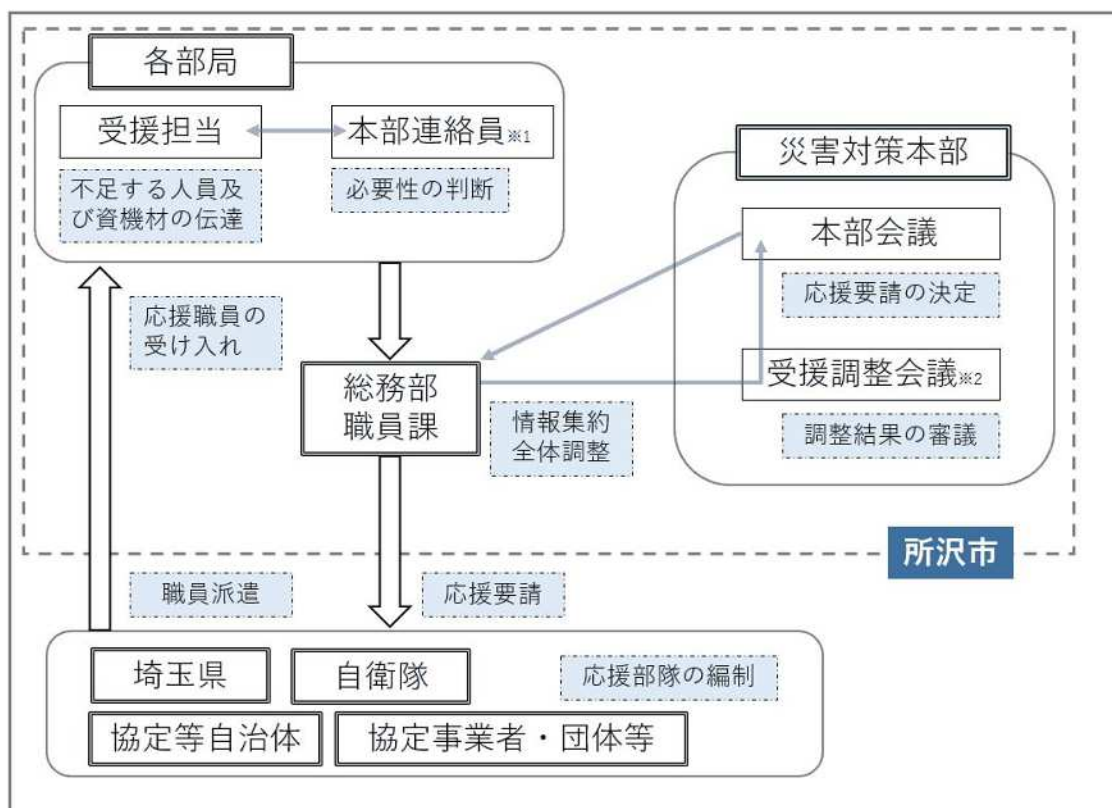 各部局
受援担当
本部連絡員※1
不足する人員及
び資機材の伝達
必要性の判断
災害対策本部
本部会議
応援要請の決定
受援調整会議※2
調整結果の審議
応援職員の
受け入れ
総務部
職員課
情報集約
全体調整
所沢市
職員派遣
応援要請
埼玉県
自衛隊
応援部隊の編制
協定等自治体
協定事業者・団体等